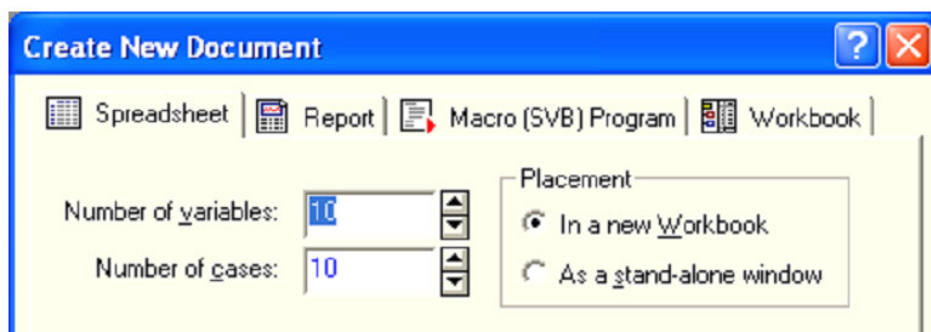 Create New Document
Spreadsheet Report Macro (SVB) Program Workbook
Number of variables: 10
Number of cases: 10
Placement
In a new Workbook
As a stand-alone window